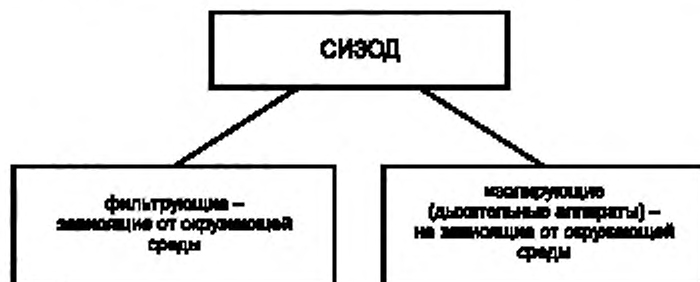 СИЗОД
фильтрующие –
зависящие от окружающей
среды
изолирующие
(дыхательные аппараты) –
не зависящие от окружающей
среды